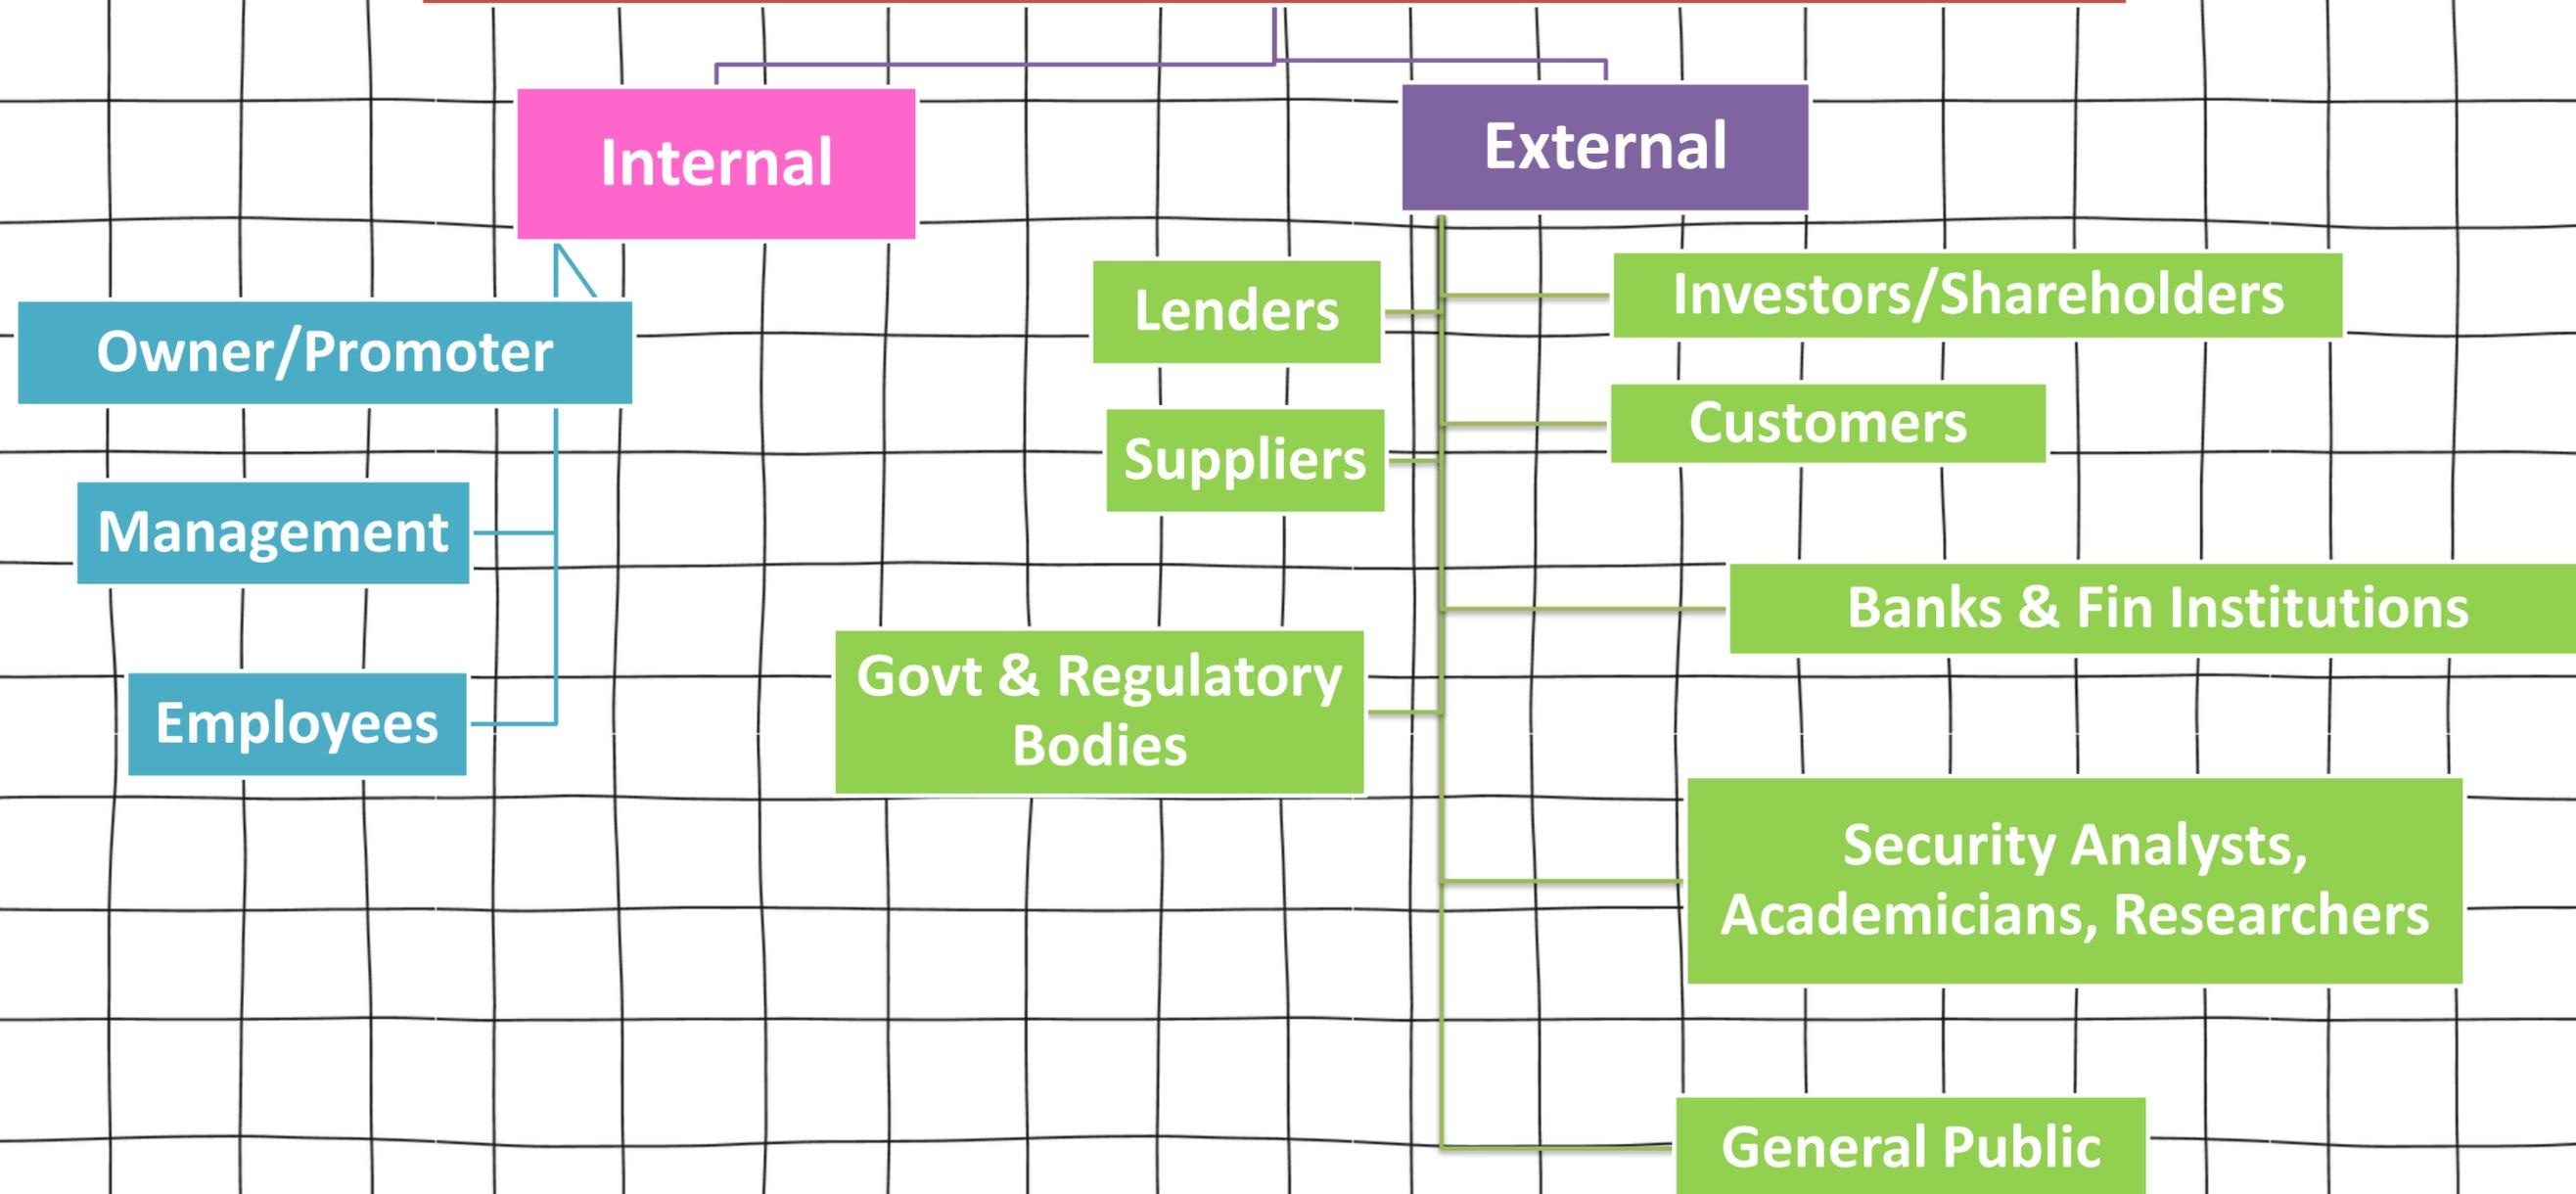 Internal
External
Owner/Promoter
Management
Employees
Lenders
Suppliers
Govt & Regulatory
Bodies
Investors/Shareholders
Customers
Banks & Fin Institutions
Security Analysts,
Academicians, Researchers
General Public